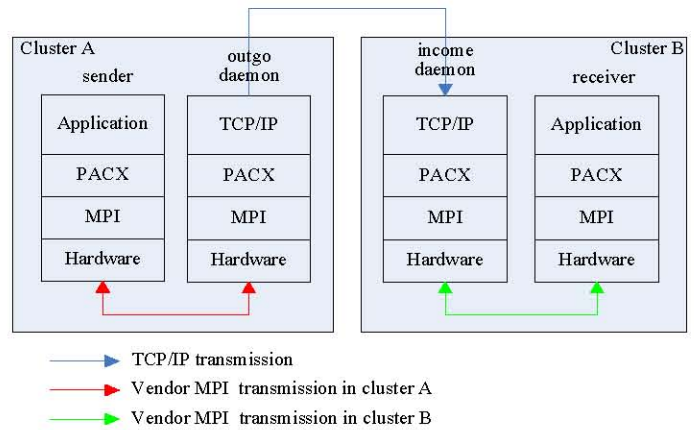 Cluster A
sender
outgo
daemon
Application
PACX
MPI
Hardware
TCP/IP
PACX
MPI
Hardware
Cluster B
income
daemon
receiver
TCP/IP
PACX
MPI
Hardware
Application
PACX
MPI
Hardware
TCP/IP transmission
Vendor MPI transmission in cluster A
Vendor MPI transmission in cluster B